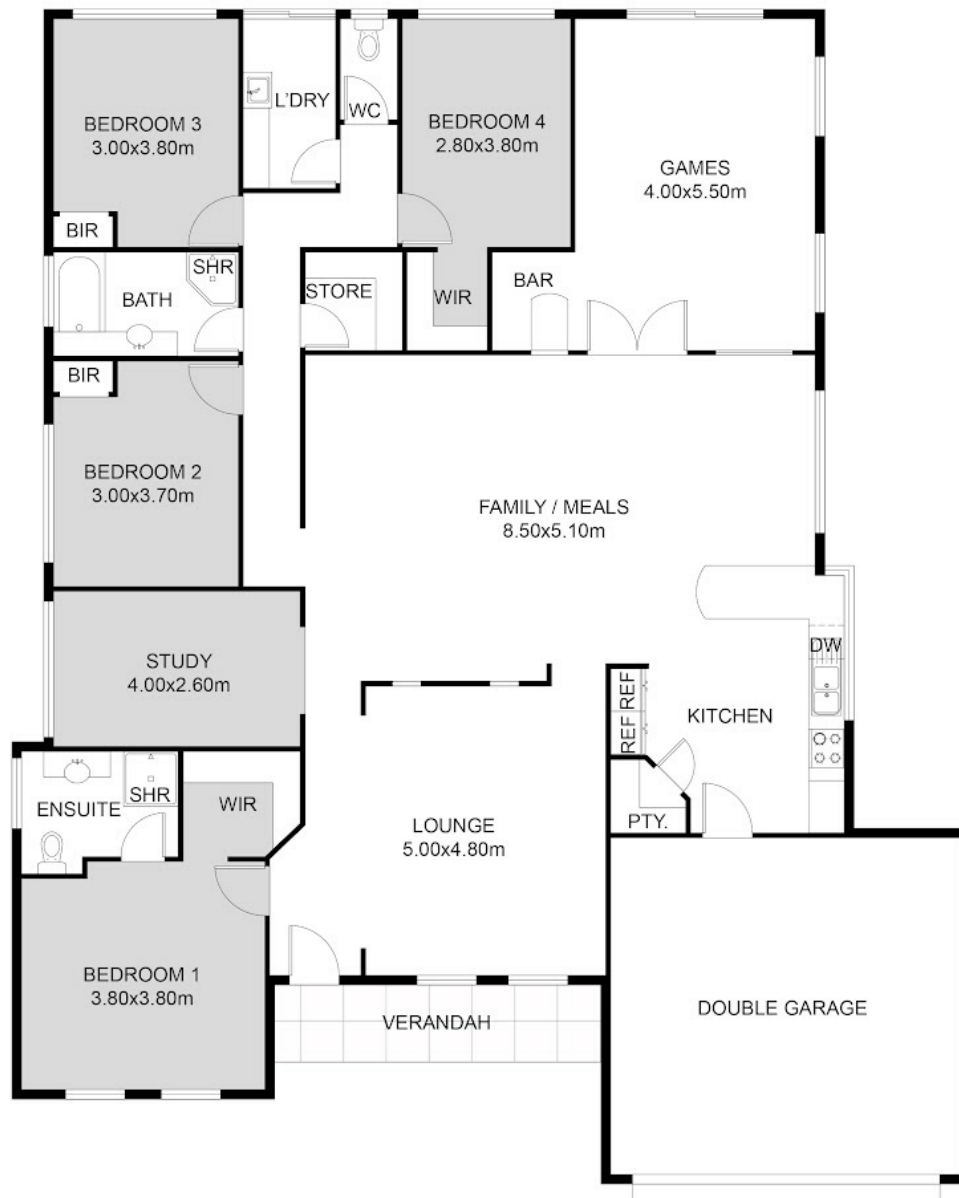 BEDROOM 3
3.00x3.80m
BIR
L'DRY
WC
BEDROOM 4
2.80x3.80m
GAMES
4.00x5.50m
SHR
BATH
STORE
WIR
BAR
BIR
BEDROOM 2
3.00x3.70m
FAMILY / MEALS
8.50x5.10m
STUDY
4.00x2.60m
DW
REF REF
KITCHEN
PTY.
ENSUITE
SHR
WIR
LOUNGE
5.00x4.80m
BEDROOM 1
3.80x3.80m
VERANDAH
DOUBLE GARAGE